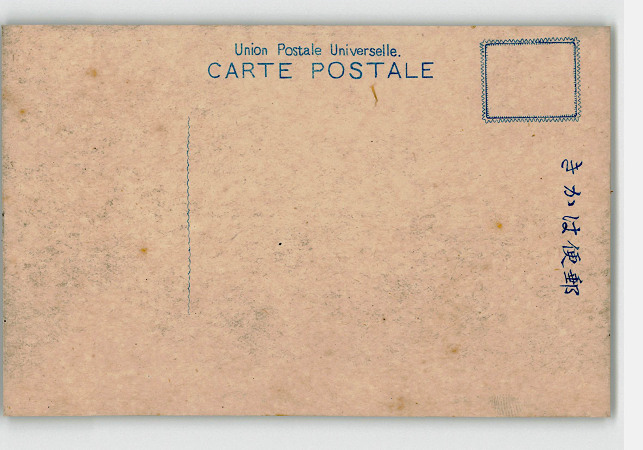 Union Postale Universelle.
CARTE POSTALE
きかは便郵